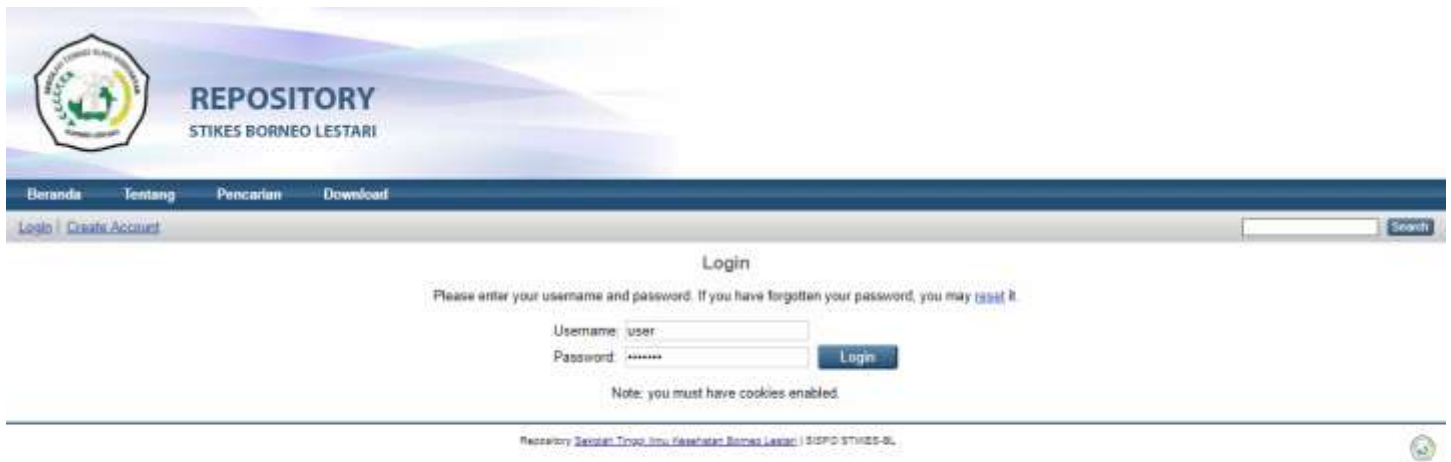 REPOSITORY
STIKES BORNEO LESTARI
Beranda Tentang Pencarian Download
Login | Create Account Search
Login
Please enter your username and password. If you have forgotten your password, you may reset it.
Username: user
Password: •••••••  Login
Note: you must have cookies enabled.
Repository Sekolah Tinggi Ilmu Kesehatan Borneo Lestari | SISFO STIKES-BL